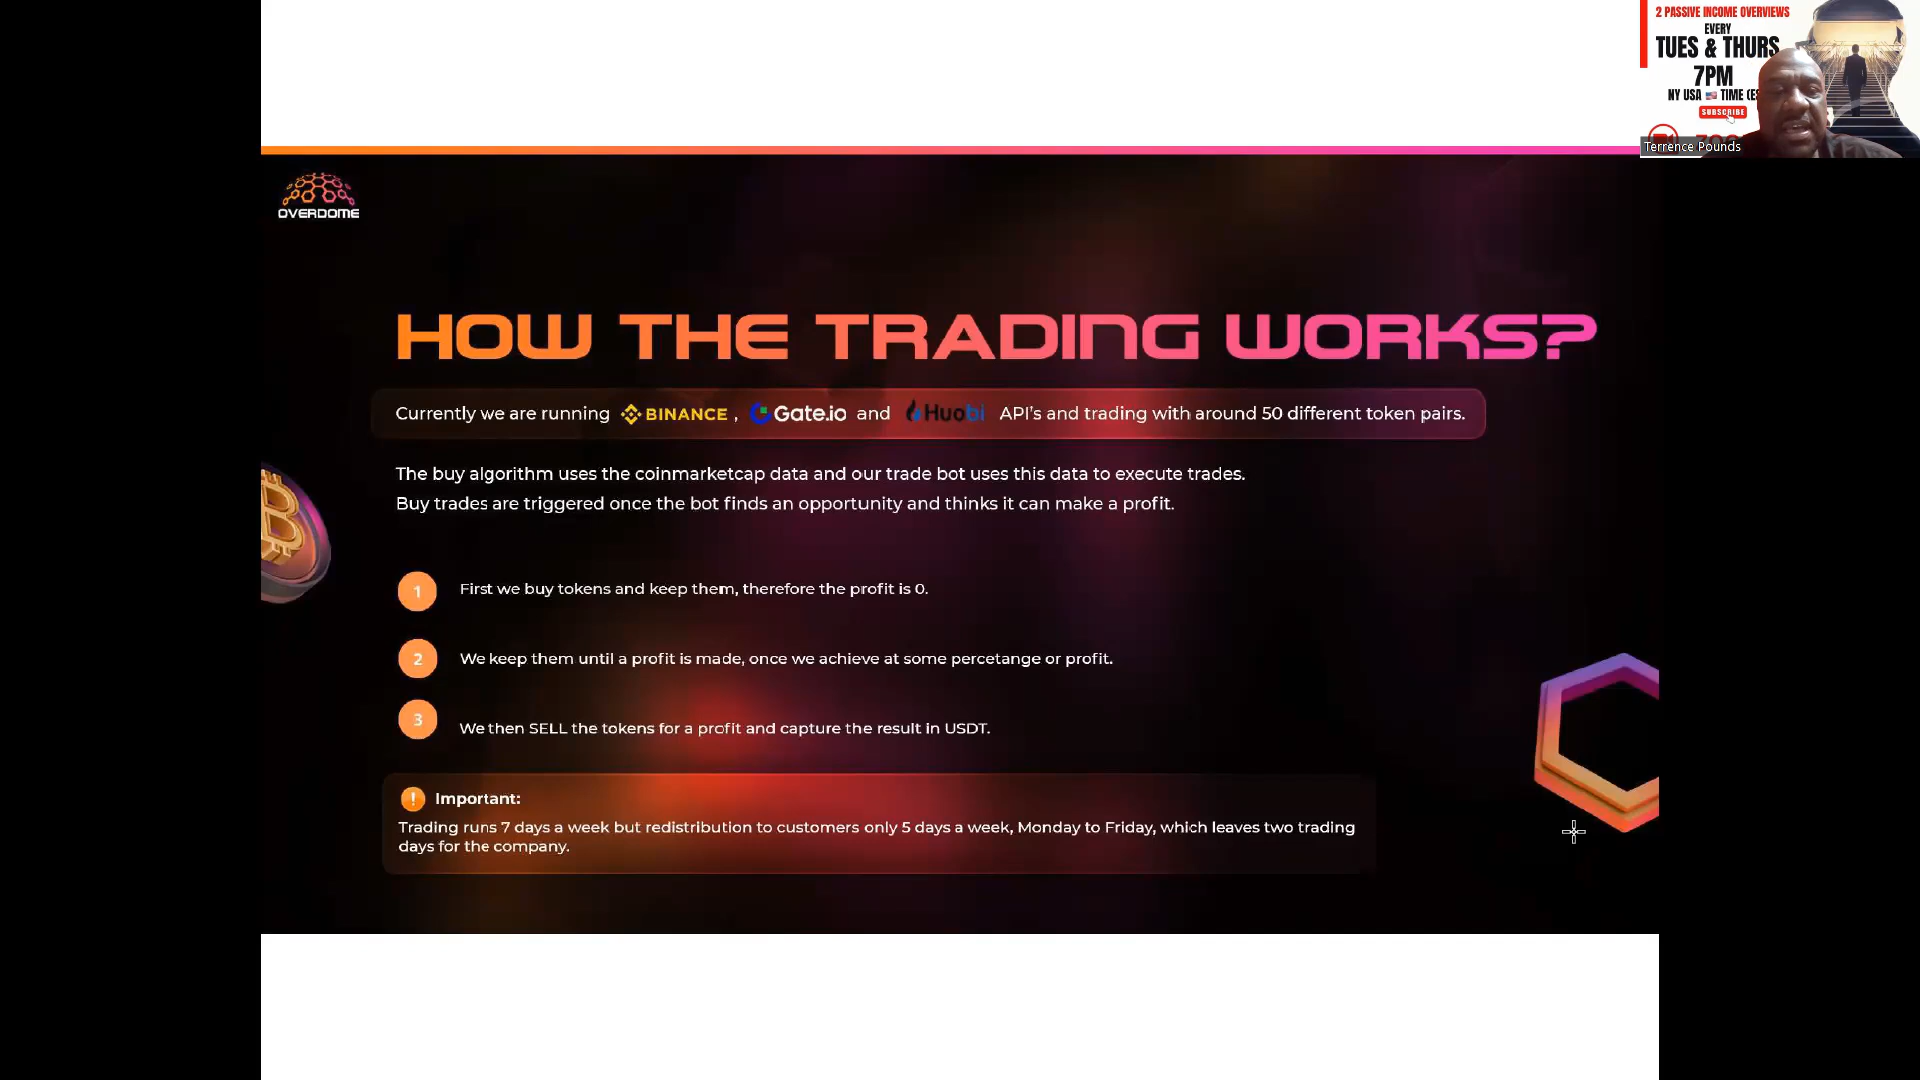 2 PASSIVE INCOME OVERVIEWS
EVERY
TUES & THURS
7PM
NY USA TIME
SUBSCRIBE
Terrence Pounds
OVERDOME
HOW THE TRADING WORKS?
Currently we are running BINANCE, Gate.io and Huobi API's and trading with around 50 different token pairs.
The buy algorithm uses the coinmarketcap data and our trade bot uses this data to execute trades.
Buy trades are triggered once the bot finds an opportunity and thinks it can make a profit.
1 First we buy tokens and keep them, therefore the profit is 0.
2 We keep them until a profit is made, once we achieve at some percetange or profit.
3 We then SELL the tokens for a profit and capture the result in USDT.
! Important:
Trading runs 7 days a week but redistribution to customers only 5 days a week, Monday to Friday, which leaves two trading
days for the company.